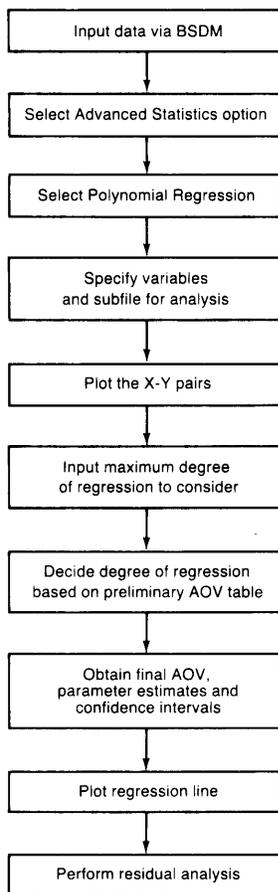 Input data via BSDM
Select Advanced Statistics option
Select Polynomial Regression
Specify variables
and subfile for analysis
Plot the X-Y pairs
Input maximum degree
of regression to consider
Decide degree of regression
based on preliminary AOV table
Obtain final AOV,
parameter estimates and
confidence intervals
Plot regression line
Perform residual analysis